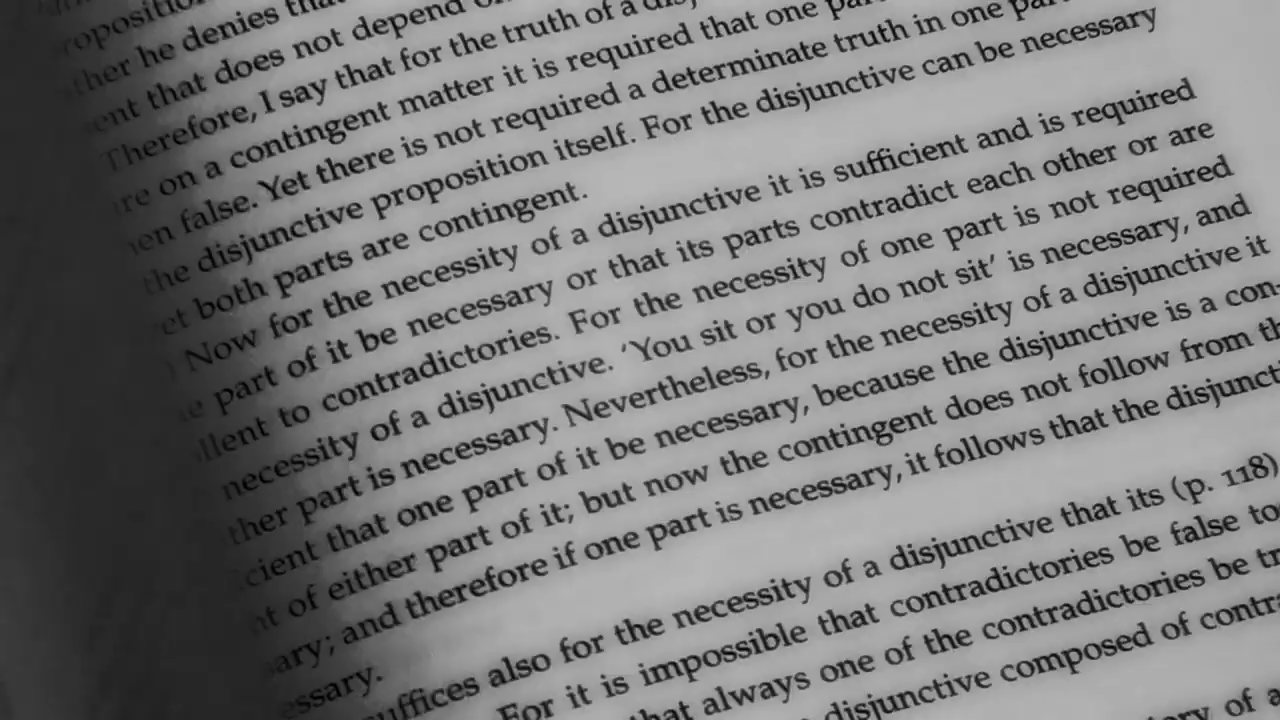 proposition
ther he denies that
ent that does not depend
Therefore, I say that for the truth of a
re on a contingent matter it is required that one
en false. Yet there is not required a determinate truth in one
the disjunctive proposition itself. For the disjunctive can be necessary
et both parts are contingent.
Now for the necessity of a disjunctive it is sufficient and is required
e part of it be necessary or that its parts contradict each other or are
llent to contradictories. For the necessity of one part is not required
necessity of a disjunctive. ‘You sit or you do not sit’ is necessary, and
ther part is necessary. Nevertheless, for the necessity of a disjunctive it
cient that one part of it be necessary, because the disjunctive is a con-
nt of either part of it; but now the contingent does not follow from th
ary; and therefore if one part is necessary, it follows that the disjuncti
essary.
suffices also for the necessity of a disjunctive that its (p. 118)
For it is impossible that contradictories be false to
that always one of the contradictories be tr
disjunctive composed of contra
of a